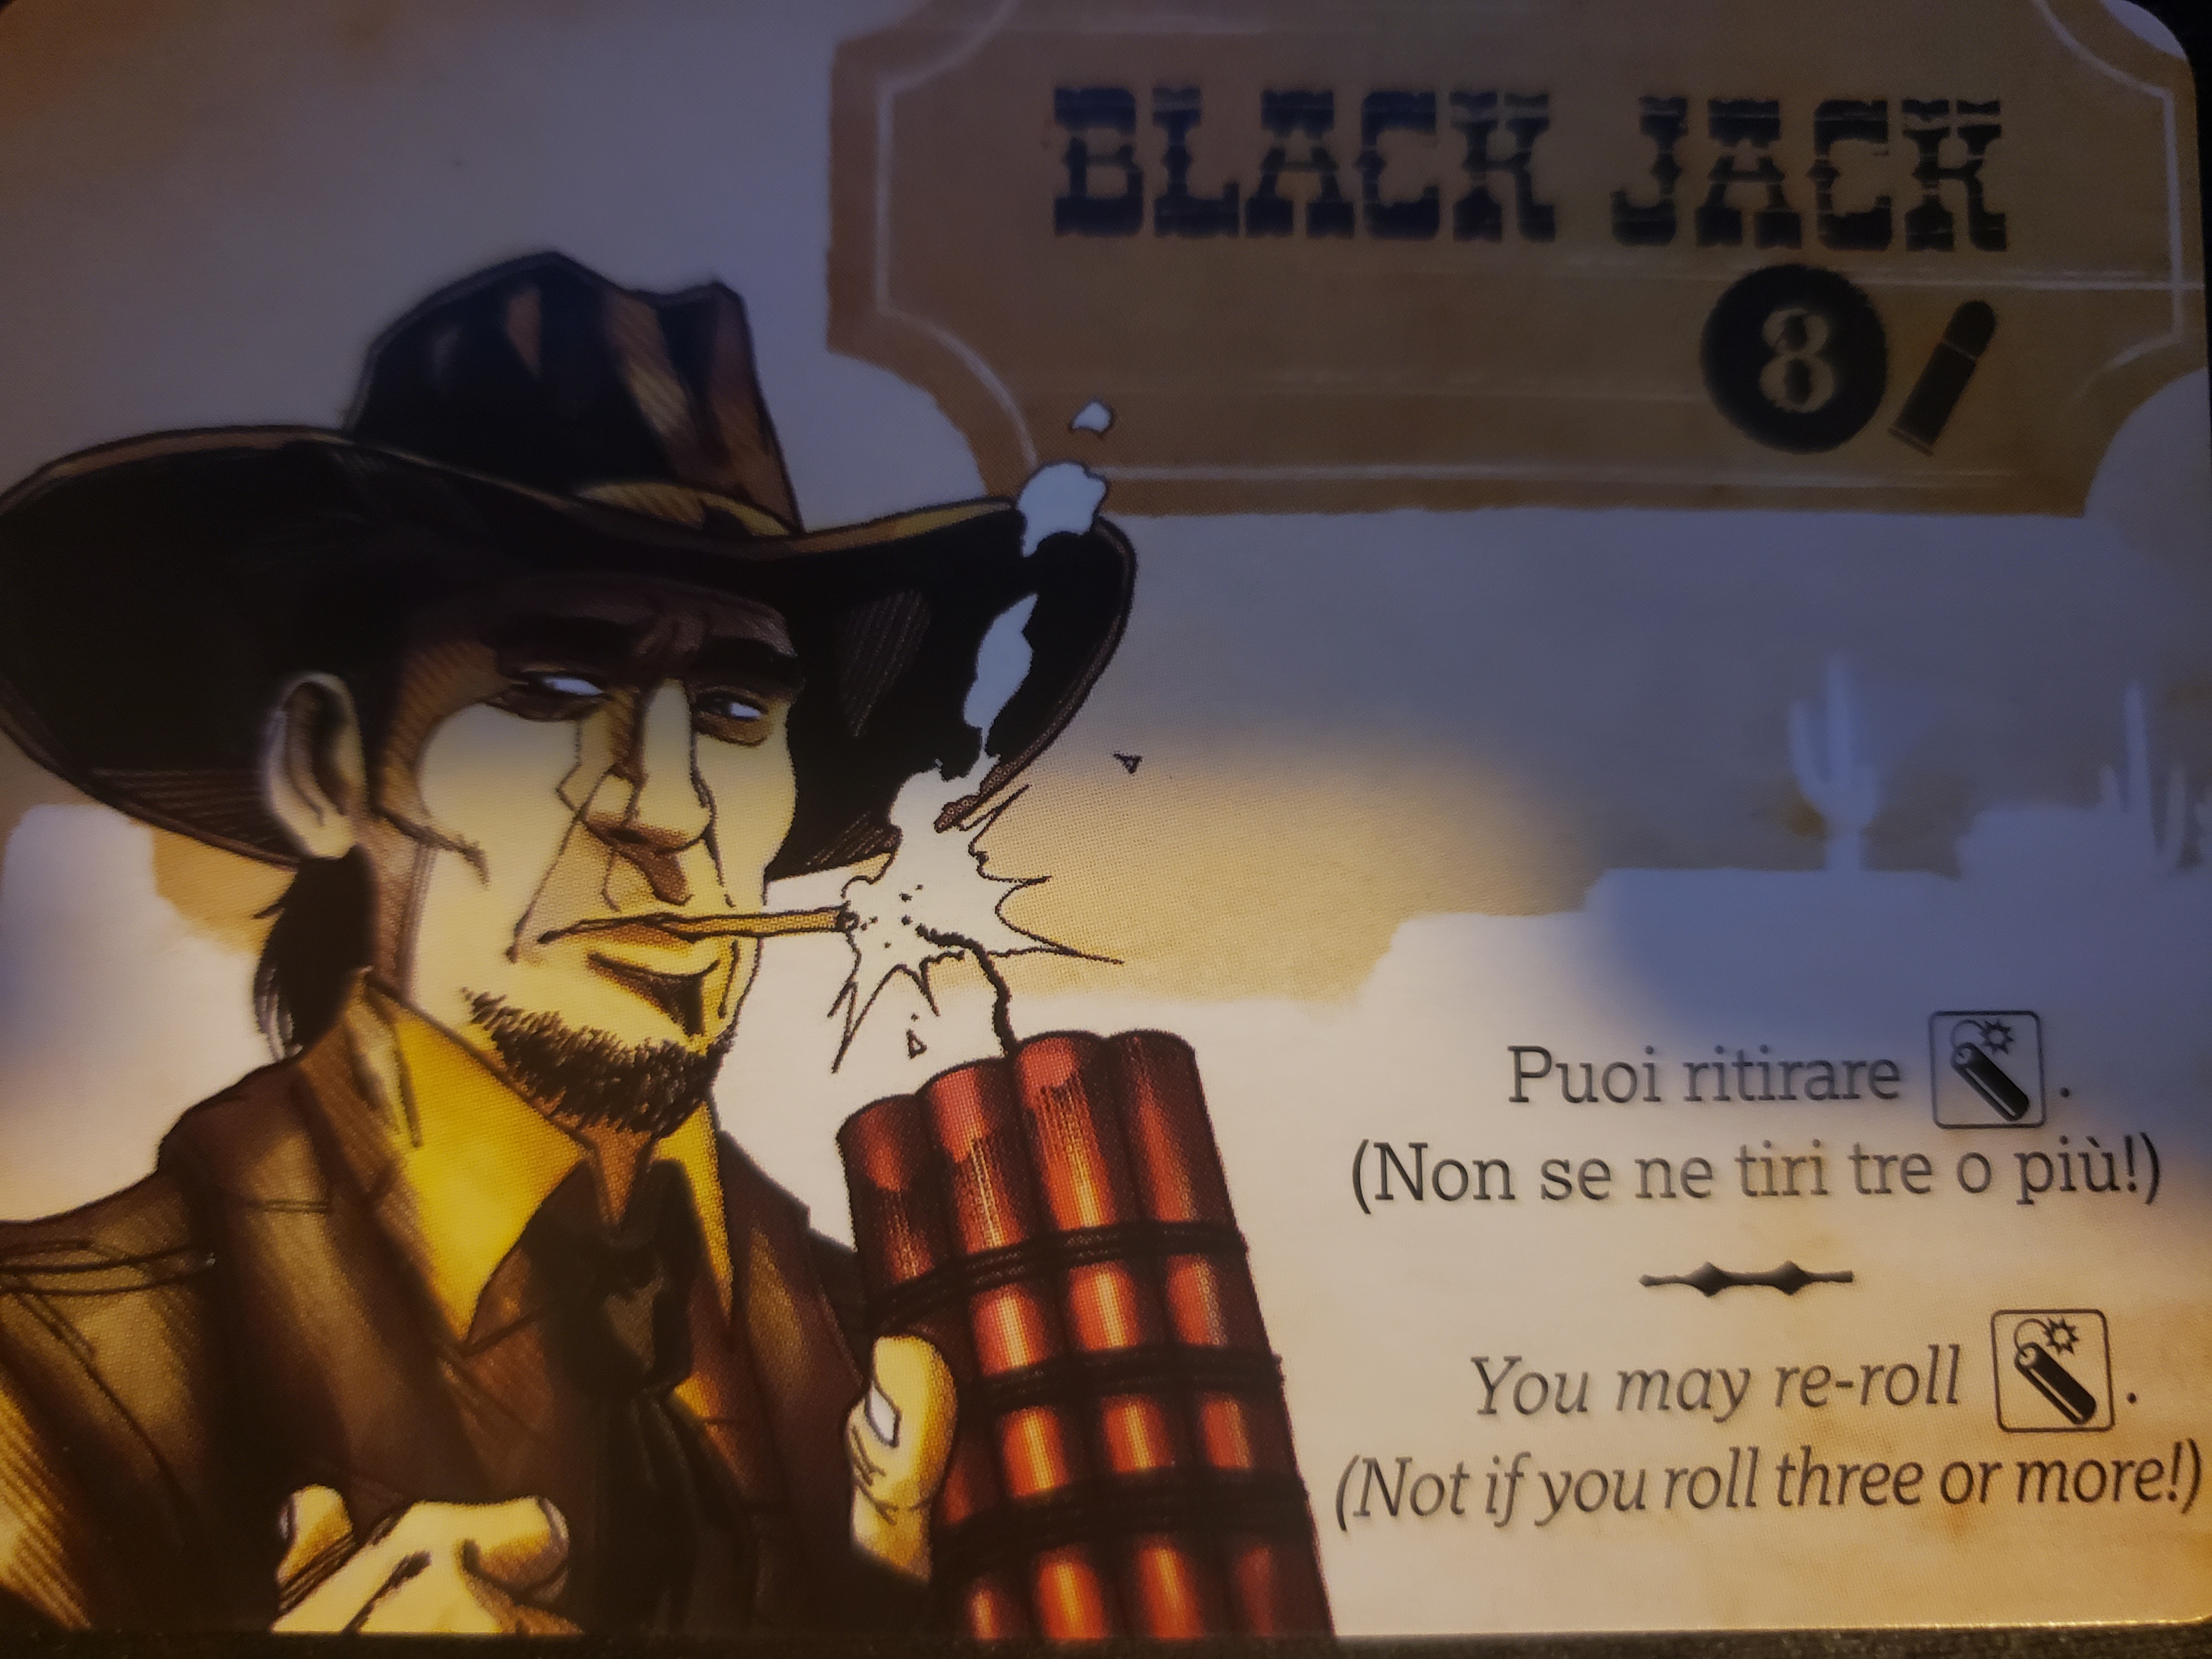 BLACK JACK
8
Puoi ritirare .
(Non se ne tiri tre o più!)
You may re-roll .
(Not if you roll three or more!)